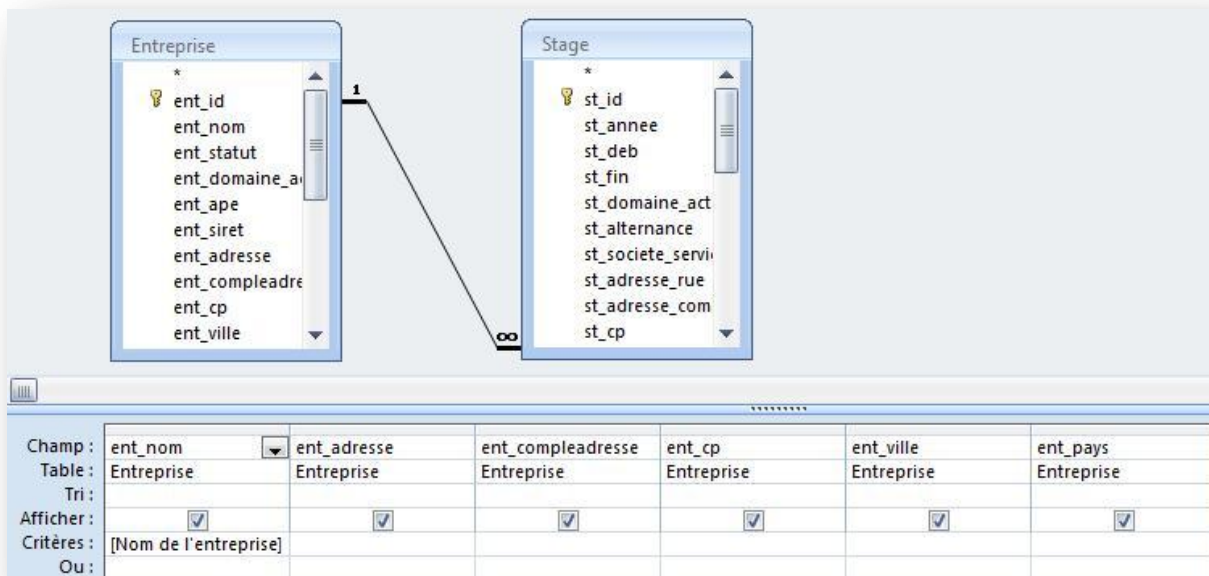 Entreprise
*
ent_id
ent_nom
ent_statut
ent_domaine_a
ent_ape
ent_siret
ent_adresse
ent_compleadre
ent_cp
ent_ville
1
∞
Stage
*
st_id
st_annee
st_deb
st_fin
st_domaine_act
st_alternance
st_societe_servi
st_adresse_rue
st_adresse_com
st_cp
Champ : ent_nom ent_adresse ent_compleadresse ent_cp ent_ville ent_pays
Table : Entreprise Entreprise Entreprise Entreprise Entreprise Entreprise
Tri :
Afficher :
Critères : [Nom de l'entreprise]
Ou :